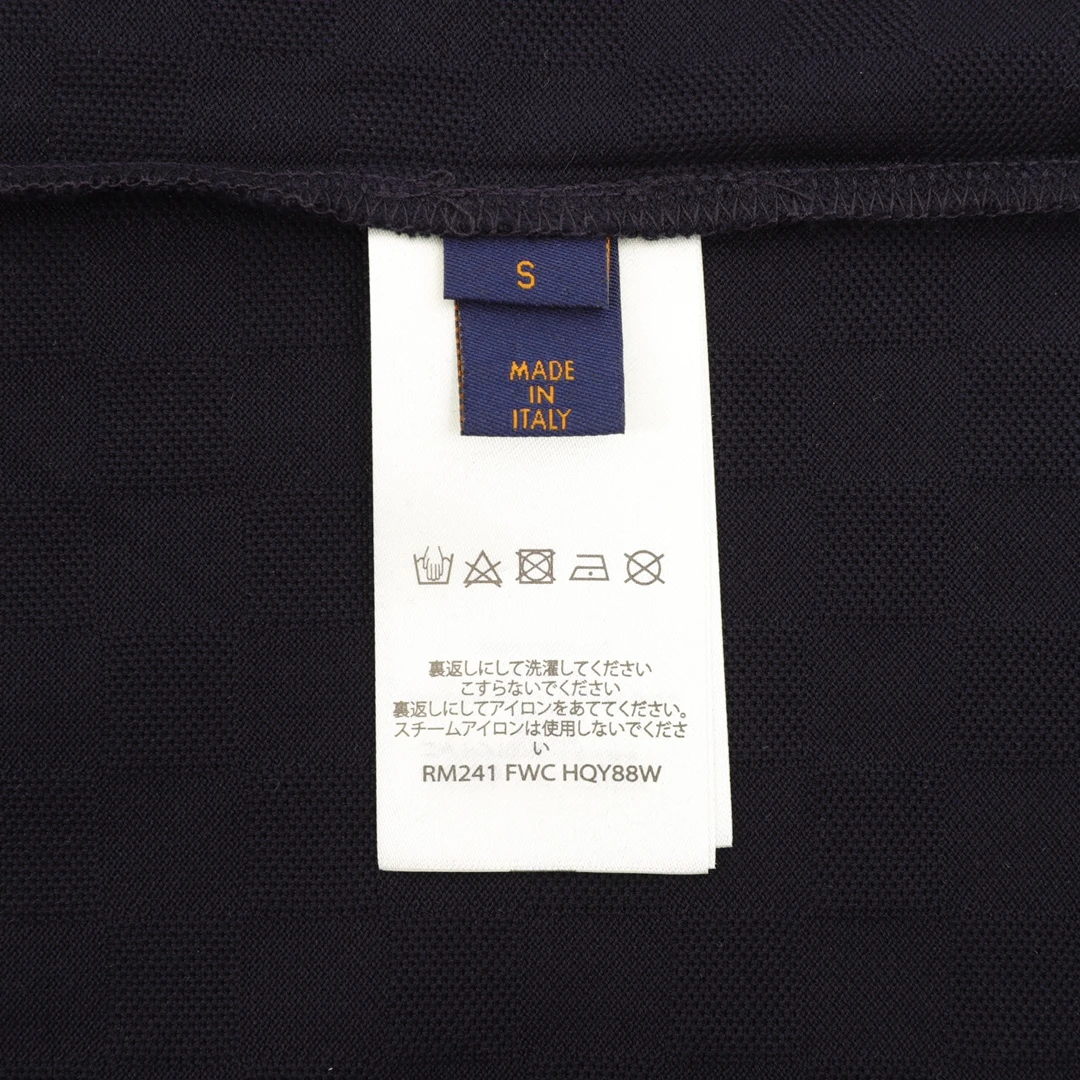 S
MADE
IN
ITALY
裏返しにして洗濯してください
こすらないでください
裏返しにしてアイロンをあててください。
スチームアイロンは使用しないでくださ
い
RM241 FWC HQY88W